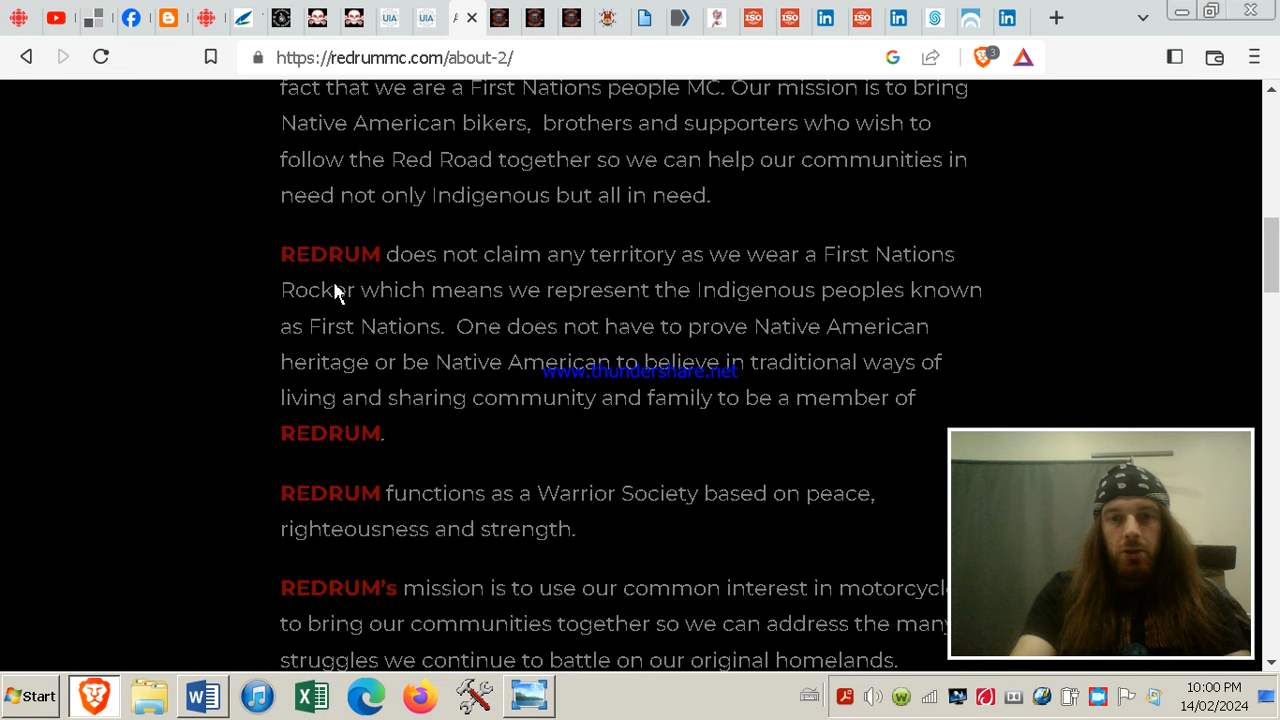 https://redrummc.com/about-2/
3
fact that we are a First Nations people MC. Our mission is to bring
Native American bikers,  brothers and supporters who wish to
follow the Red Road together so we can help our communities in
need not only Indigenous but all in need.
REDRUM does not claim any territory as we wear a First Nations
Rocker which means we represent the Indigenous peoples known
as First Nations.  One does not have to prove Native American
heritage or be Native American to believe in traditional ways of
www.thundershare.net
living and sharing community and family to be a member of
REDRUM.
REDRUM functions as a Warrior Society based on peace,
righteousness and strength.
REDRUM’s mission is to use our common interest in motorcycl
to bring our communities together so we can address the many
struggles we continue to battle on our original homelands.
Start
10:00 PM
14/02/2024